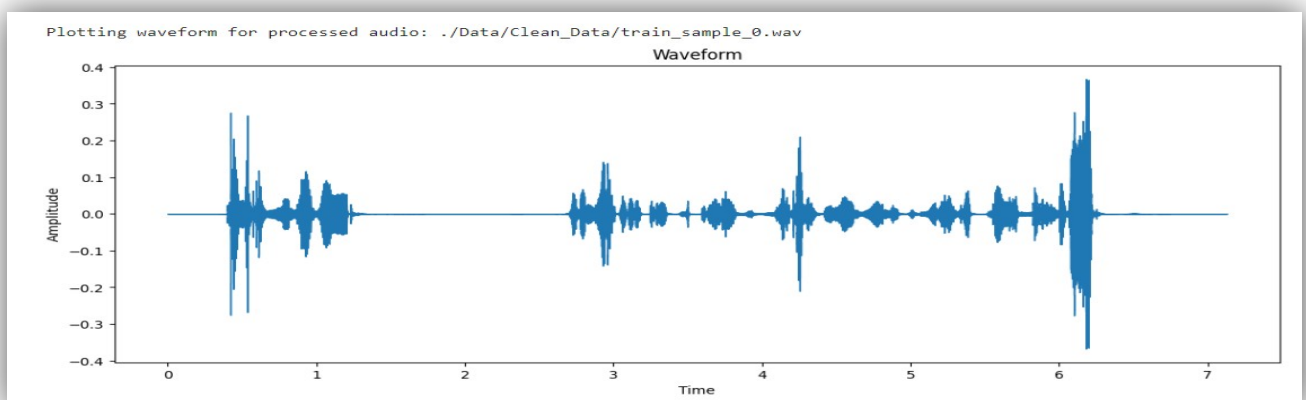 Plotting waveform for processed audio: ./Data/Clean_Data/train_sample_0.wav
Waveform
0.4
0.3
0.2
0.1
0.0
−0.1
−0.2
−0.3
−0.4
Amplitude
0 1 2 3 4 5 6 7
Time